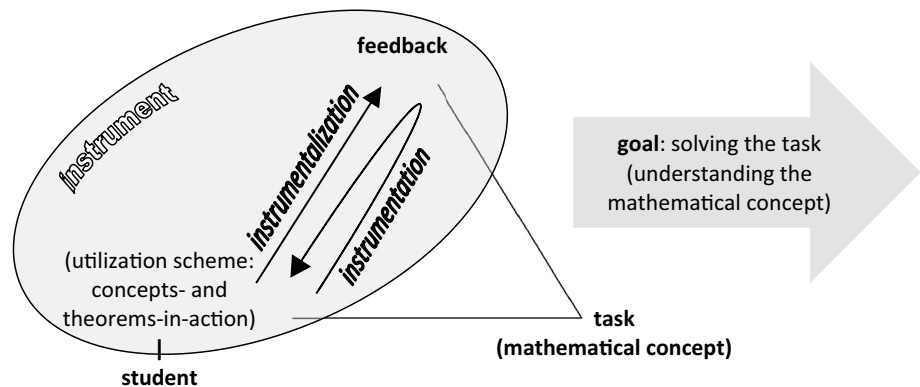 feedback
instrument
instrumentalization
instrumentation
goal: solving the task
(understanding the
mathematical concept)
(utilization scheme:
concepts- and
theorems-in-action)
student
task
(mathematical concept)